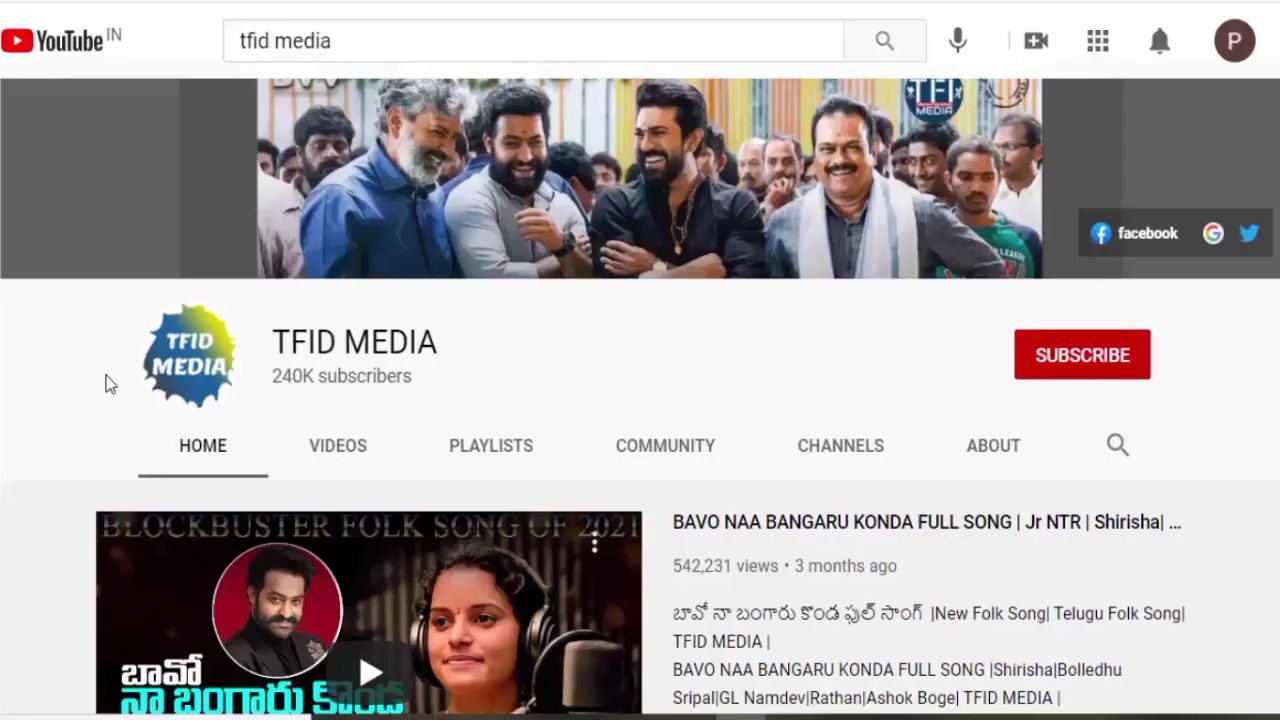 YouTube IN
tfid media
P
TFI
MEDIA
facebook
TFID
MEDIA
TFID MEDIA
240K subscribers
SUBSCRIBE
HOME VIDEOS PLAYLISTS COMMUNITY CHANNELS ABOUT
BLOCKBUSTER FOLK SONG OF 2021
బావో
నా బంగారు కొండ
BAVO NAA BANGARU KONDA FULL SONG | Jr NTR | Shirisha| ...
542,231 views • 3 months ago
బావో నా బంగారు కొండ ఫుల్ సాంగ్ |New Folk Song| Telugu Folk Song|
TFID MEDIA |
BAVO NAA BANGARU KONDA FULL SONG |Shirisha|Bolledhu
Sripal|GL Namdev|Rathan|Ashok Boge| TFID MEDIA |